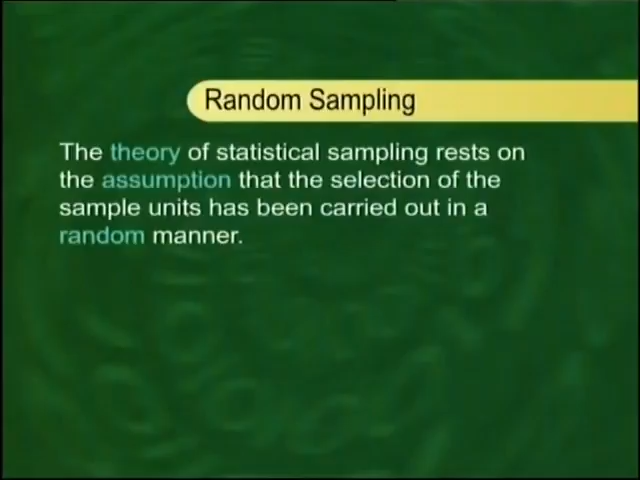 Random Sampling
The theory of statistical sampling rests on
the assumption that the selection of the
sample units has been carried out in a
random manner.